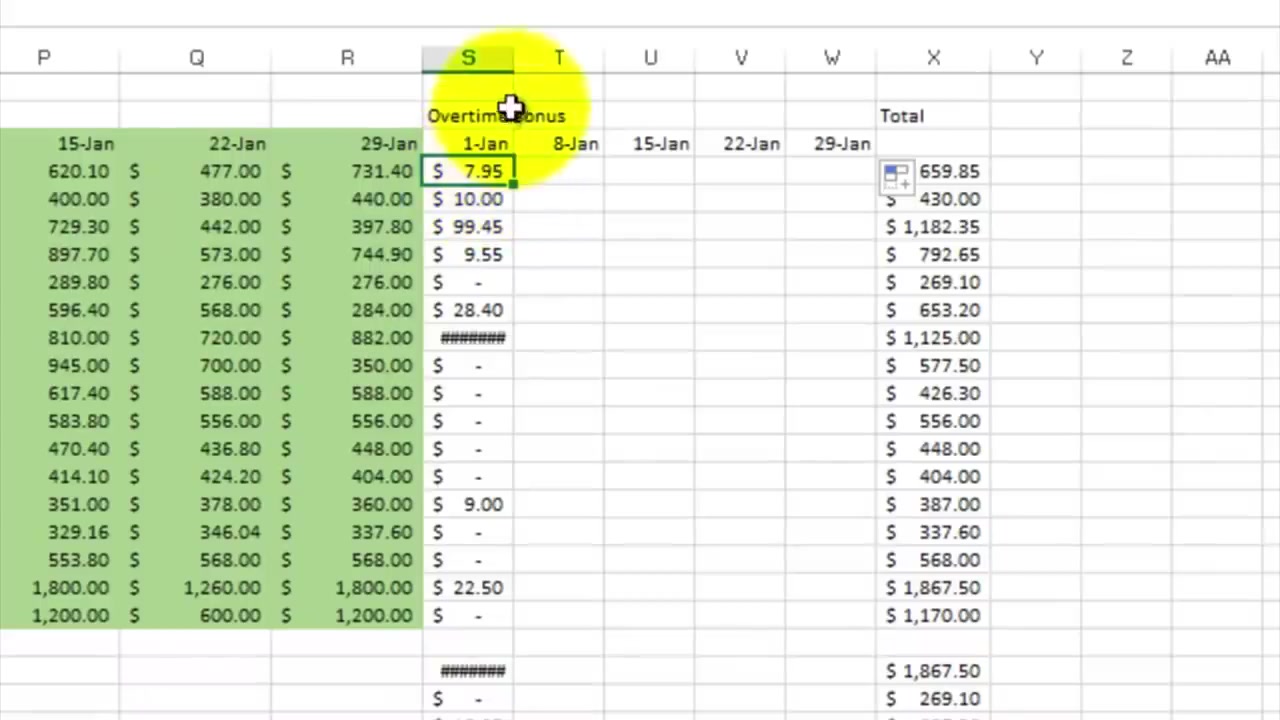 P Q R S T U V W X Y Z AA
Overtime Bonus Total
15-Jan 22-Jan 29-Jan 1-Jan 8-Jan 15-Jan 22-Jan 29-Jan
620.10 $ 477.00 $ 731.40 $ 7.95 659.85
400.00 $ 380.00 $ 440.00 $ 10.00 $ 430.00
729.30 $ 442.00 $ 397.80 $ 99.45 $ 1,182.35
897.70 $ 573.00 $ 744.90 $ 9.55 $ 792.65
289.80 $ 276.00 $ 276.00 $ - $ 269.10
596.40 $ 568.00 $ 284.00 $ 28.40 $ 653.20
810.00 $ 720.00 $ 882.00 ####### $ 1,125.00
945.00 $ 700.00 $ 350.00 $ - $ 577.50
617.40 $ 588.00 $ 588.00 $ - $ 426.30
583.80 $ 556.00 $ 556.00 $ - $ 556.00
470.40 $ 436.80 $ 448.00 $ - $ 448.00
414.10 $ 424.20 $ 404.00 $ - $ 404.00
351.00 $ 378.00 $ 360.00 $ 9.00 $ 387.00
329.16 $ 346.04 $ 337.60 $ - $ 337.60
553.80 $ 568.00 $ 568.00 $ - $ 568.00
1,800.00 $ 1,260.00 $ 1,800.00 $ 22.50 $ 1,867.50
1,200.00 $ 600.00 $ 1,200.00 $ - $ 1,170.00
####### $ 1,867.50
$ - $ 269.10